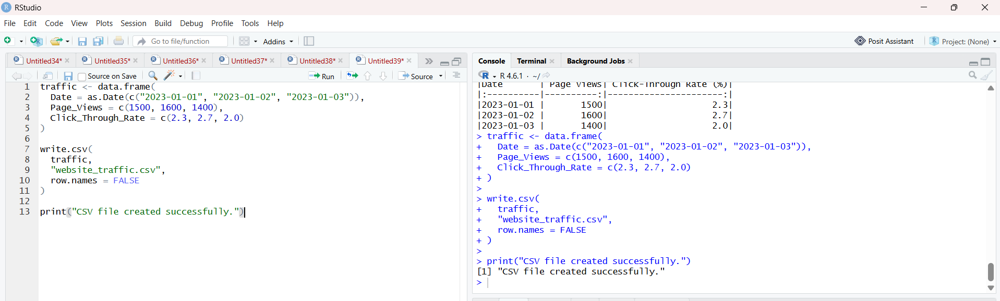 RStudio
File Edit Code View Plots Session Build Debug Profile Tools Help
Go to file/function Addins Posit Assistant Project: (None)
Untitled34* Untitled35* Untitled36* Untitled37* Untitled38* Untitled39*
Source on Save Run Source
1 traffic <- data.frame(
2   Date = as.Date(c("2023-01-01", "2023-01-02", "2023-01-03")),
3   Page_Views = c(1500, 1600, 1400),
4   Click_Through_Rate = c(2.3, 2.7, 2.0)
5 )
6
7 write.csv(
8   traffic,
9   "website_traffic.csv",
10   row.names = FALSE
11 )
12
13 print("CSV file created successfully.")
Console Terminal Background Jobs
R 4.6.1 · ~/
|Date       | Page Views| Click-Through Rate (%)|
|:----------|----------:|----------------------:|
|2023-01-01 |       1500|                    2.3|
|2023-01-02 |       1600|                    2.7|
|2023-01-03 |       1400|                    2.0|
> traffic <- data.frame(
+   Date = as.Date(c("2023-01-01", "2023-01-02", "2023-01-03")),
+   Page_Views = c(1500, 1600, 1400),
+   Click_Through_Rate = c(2.3, 2.7, 2.0)
+ )
>
> write.csv(
+   traffic,
+   "website_traffic.csv",
+   row.names = FALSE
+ )
>
> print("CSV file created successfully.")
[1] "CSV file created successfully."
>